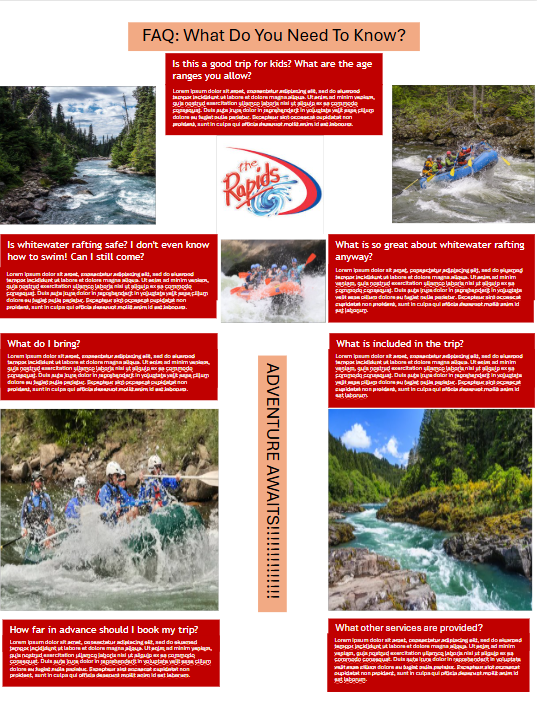 FAQ: What Do You Need To Know?
Is this a good trip for kids? What are the age
ranges you allow?
Lorem ipsum dolor sit amet, consectetur adipiscing elit, sed do eiusmod
tempor incididunt ut labore et dolore magna aliqua. Ut enim ad minim veniam,
quis nostrud exercitation ullamco laboris nisi ut aliquip ex ea commodo
consequat. Duis aute irure dolor in reprehenderit in voluptate velit esse cillum
dolore eu fugiat nulla pariatur. Excepteur sint occaecat cupidatat non
proident, sunt in culpa qui officia deserunt mollit anim id est laborum.
the
Rapids
Is whitewater rafting safe? I don't even know
how to swim! Can I still come?
Lorem ipsum dolor sit amet, consectetur adipiscing elit, sed do eiusmod
tempor incididunt ut labore et dolore magna aliqua. Ut enim ad minim veniam,
quis nostrud exercitation ullamco laboris nisi ut aliquip ex ea commodo
consequat. Duis aute irure dolor in reprehenderit in voluptate velit esse cillum
dolore eu fugiat nulla pariatur. Excepteur sint occaecat cupidatat non
proident, sunt in culpa qui officia deserunt mollit anim id est laborum.
What is so great about whitewater rafting
anyway?
Lorem ipsum dolor sit amet, consectetur adipiscing elit, sed do eiusmod
tempor incididunt ut labore et dolore magna aliqua. Ut enim ad minim
veniam, quis nostrud exercitation ullamco laboris nisi ut aliquip ex ea
commodo consequat. Duis aute irure dolor in reprehenderit in voluptate
velit esse cillum dolore eu fugiat nulla pariatur. Excepteur sint occaecat
cupidatat non proident, sunt in culpa qui officia deserunt mollit anim id
est laborum.
What do I bring?
Lorem ipsum dolor sit amet, consectetur adipiscing elit, sed do eiusmod
tempor incididunt ut labore et dolore magna aliqua. Ut enim ad minim veniam,
quis nostrud exercitation ullamco laboris nisi ut aliquip ex ea commodo
consequat. Duis aute irure dolor in reprehenderit in voluptate velit esse cillum
dolore eu fugiat nulla pariatur. Excepteur sint occaecat cupidatat non
proident, sunt in culpa qui officia deserunt mollit anim id est laborum.
What is included in the trip?
Lorem ipsum dolor sit amet, consectetur adipiscing elit, sed do eiusmod
tempor incididunt ut labore et dolore magna aliqua. Ut enim ad minim
veniam, quis nostrud exercitation ullamco laboris nisi ut aliquip ex ea
commodo consequat. Duis aute irure dolor in reprehenderit in voluptate
velit esse cillum dolore eu fugiat nulla pariatur. Excepteur sint occaecat
cupidatat non proident, sunt in culpa qui officia deserunt mollit anim id
est laborum.
ADVENTURE AWAITS!!!!!!!!!!!!!!
How far in advance should I book my trip?
Lorem ipsum dolor sit amet, consectetur adipiscing elit, sed do eiusmod
tempor incididunt ut labore et dolore magna aliqua. Ut enim ad minim veniam,
quis nostrud exercitation ullamco laboris nisi ut aliquip ex ea commodo
consequat. Duis aute irure dolor in reprehenderit in voluptate velit esse cillum
dolore eu fugiat nulla pariatur. Excepteur sint occaecat cupidatat non
proident, sunt in culpa qui officia deserunt mollit anim id est laborum.
What other services are provided?
Lorem ipsum dolor sit amet, consectetur adipiscing elit, sed do eiusmod
tempor incididunt ut labore et dolore magna aliqua. Ut enim ad minim
veniam, quis nostrud exercitation ullamco laboris nisi ut aliquip ex ea
commodo consequat. Duis aute irure dolor in reprehenderit in voluptate
velit esse cillum dolore eu fugiat nulla pariatur. Excepteur sint occaecat
cupidatat non proident, sunt in culpa qui officia deserunt mollit anim id
est laborum.